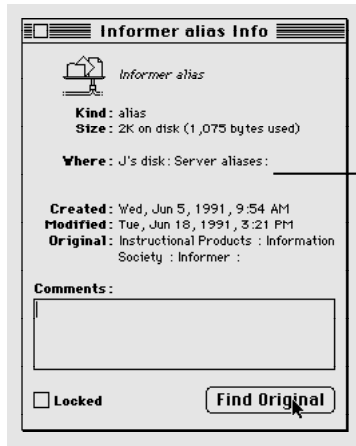 Informer alias Info
Informer alias
Kind: alias
Size: 2K on disk (1,075 bytes used)
Where: J's disk: Server aliases:
Created: Wed, Jun 5, 1991, 9:54 AM
Modified: Tue, Jun 18, 1991, 3:21 PM
Original: Instructional Products : Information
Society : Informer :
Comments:
Locked
Find Original